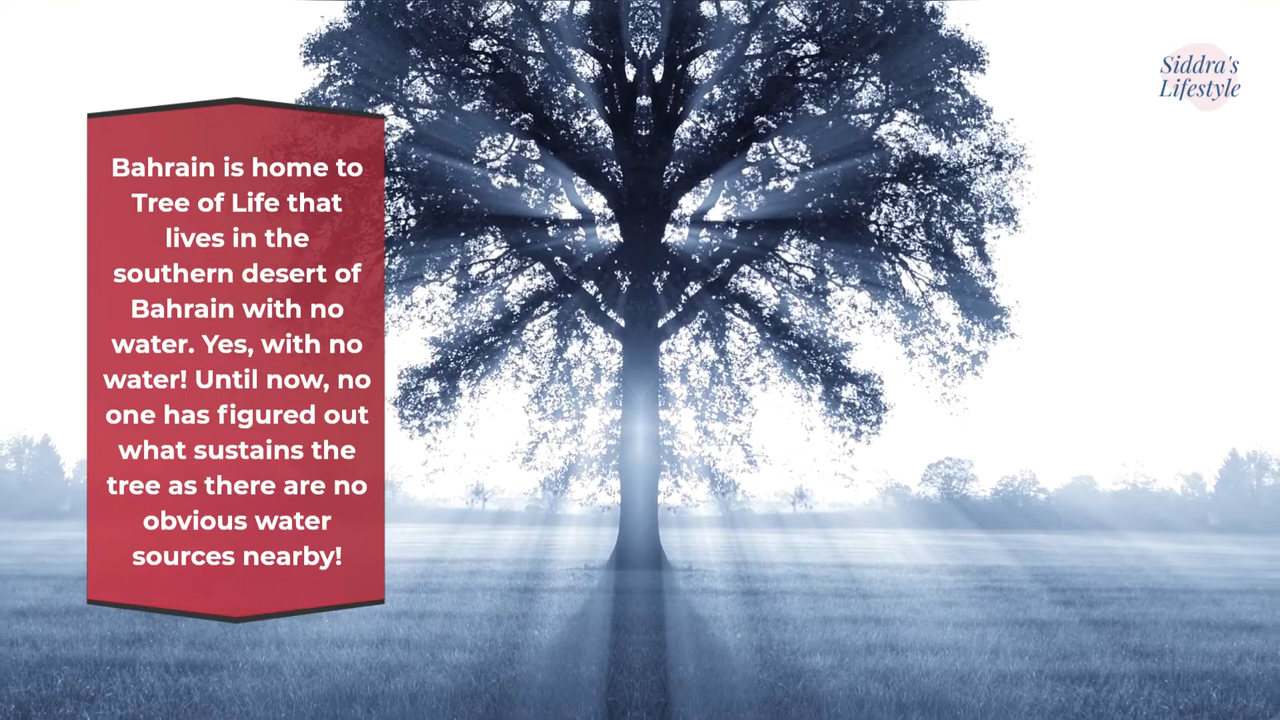 Siddra's
Lifestyle
Bahrain is home to
Tree of Life that
lives in the
southern desert of
Bahrain with no
water. Yes, with no
water! Until now, no
one has figured out
what sustains the
tree as there are no
obvious water
sources nearby!